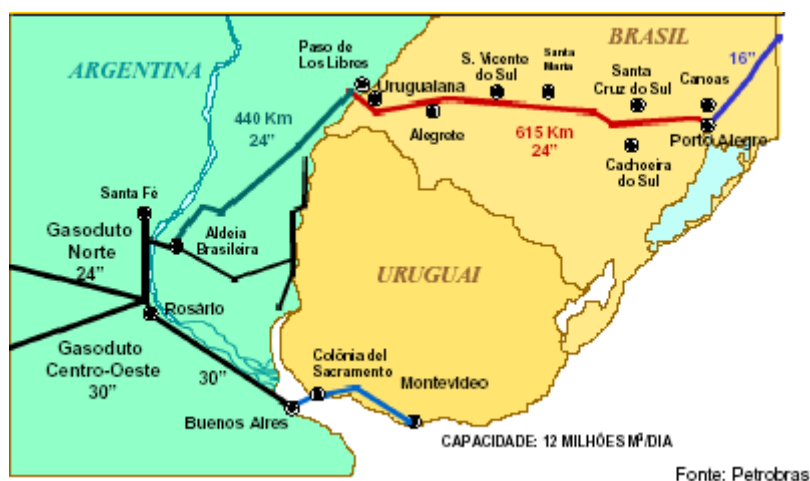 BRASIL
16"
Paso de
Los Libres
S. Vicente
do Sul
Santa
Maria
ARGENTINA
Santa
Cruz do Sul
Canoas
Uruguaiana
440 Km
24"
Alegrete
615 Km
24"
Porto Alegre
Cachoeira
do Sul
Santa Fé
Gasoduto
Norte
24"
Aldeia
Brasileira
URUGUAI
Rosário
Gasoduto
Centro-Oeste
30"
30"
Colônia del
Sacramento
Montevideo
Buenos Aires
CAPACIDADE: 12 MILHÕES M³/DIA
Fonte: Petrobras